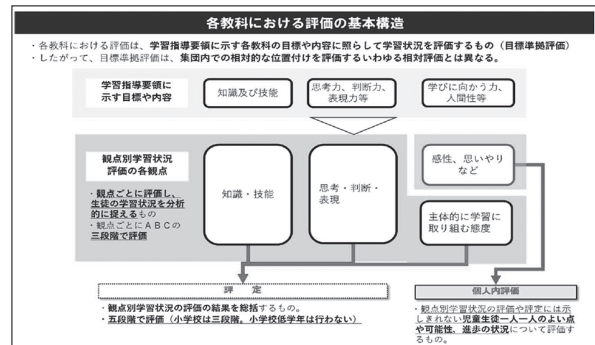 各教科における評価の基本構造
・各教科における評価は、学習指導要領に示す各教科の目標や内容に照らして学習状況を評価するもの（目標準拠評価）
・したがって、目標準拠評価は、集団内での相対的な位置付けを評価するいわゆる相対評価とは異なる。
学習指導要領に
示す目標や内容
知識及び技能
思考力、判断力、
表現力等
学びに向かう力、
人間性等
観点別学習状況
評価の各観点
・観点ごとに評価し、
生徒の学習状況を分析
的に捉えるもの
・観点ごとにＡＢＣの
三段階で評価
知識・技能
思考・判断・
表現
感性、思いやり
など
主体的に学習に
取り組む態度
評　定
・観点別学習状況の評価の結果を総括するもの。
・五段階で評価（小学校は三段階。小学校低学年は行わない）
個人内評価
・観点別学習状況の評価や評定には示
しきれない児童生徒一人一人のよい点
や可能性、進歩の状況について評価す
るもの。